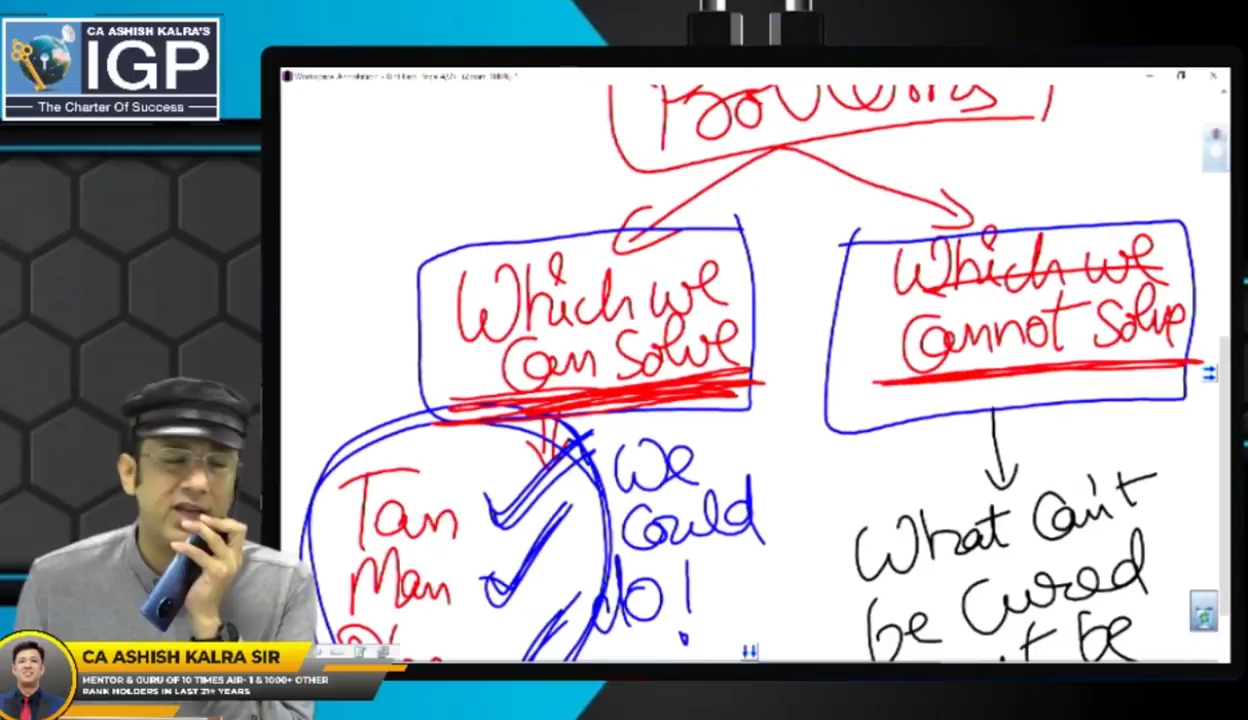 CA ASHISH KALRA'S
IGP
The Charter Of Success
Problems
Which we
Can Solve
Which we
Cannot Solve
We
Could
do!
Tan
Man
What Can't
be Cured
be
CA ASHISH KALRA SIR
MENTOR & GURU OF 10 TIMES AIR- 1 & 1000+ OTHER
RANK HOLDERS IN LAST 21+ YEARS